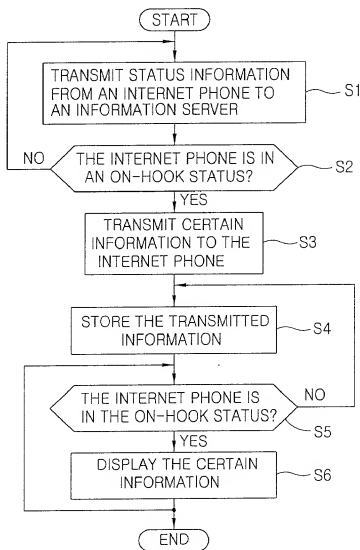 START
TRANSMIT STATUS INFORMATION
FROM AN INTERNET PHONE TO
AN INFORMATION SERVER
S1
NO
THE INTERNET PHONE IS IN
AN ON-HOOK STATUS?
S2
YES
TRANSMIT CERTAIN
INFORMATION TO THE
INTERNET PHONE
S3
STORE THE TRANSMITTED
INFORMATION
S4
THE INTERNET PHONE IS
IN THE ON-HOOK STATUS?
NO
S5
YES
DISPLAY THE CERTAIN
INFORMATION
S6
END